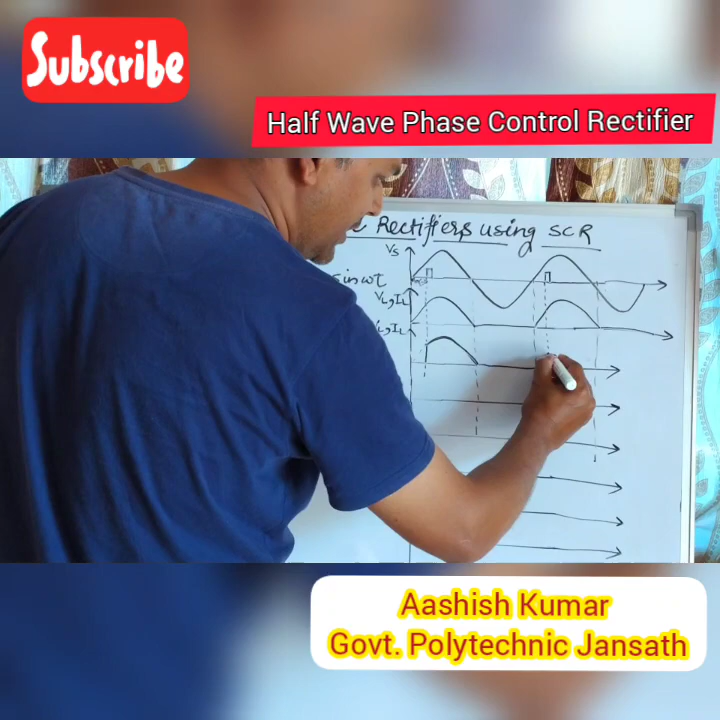 Subscribe
Half Wave Phase Control Rectifier
Rectifiers using SCR
Vs
sin ωt
VL, IL
, IL
Aashish Kumar
Govt. Polytechnic Jansath